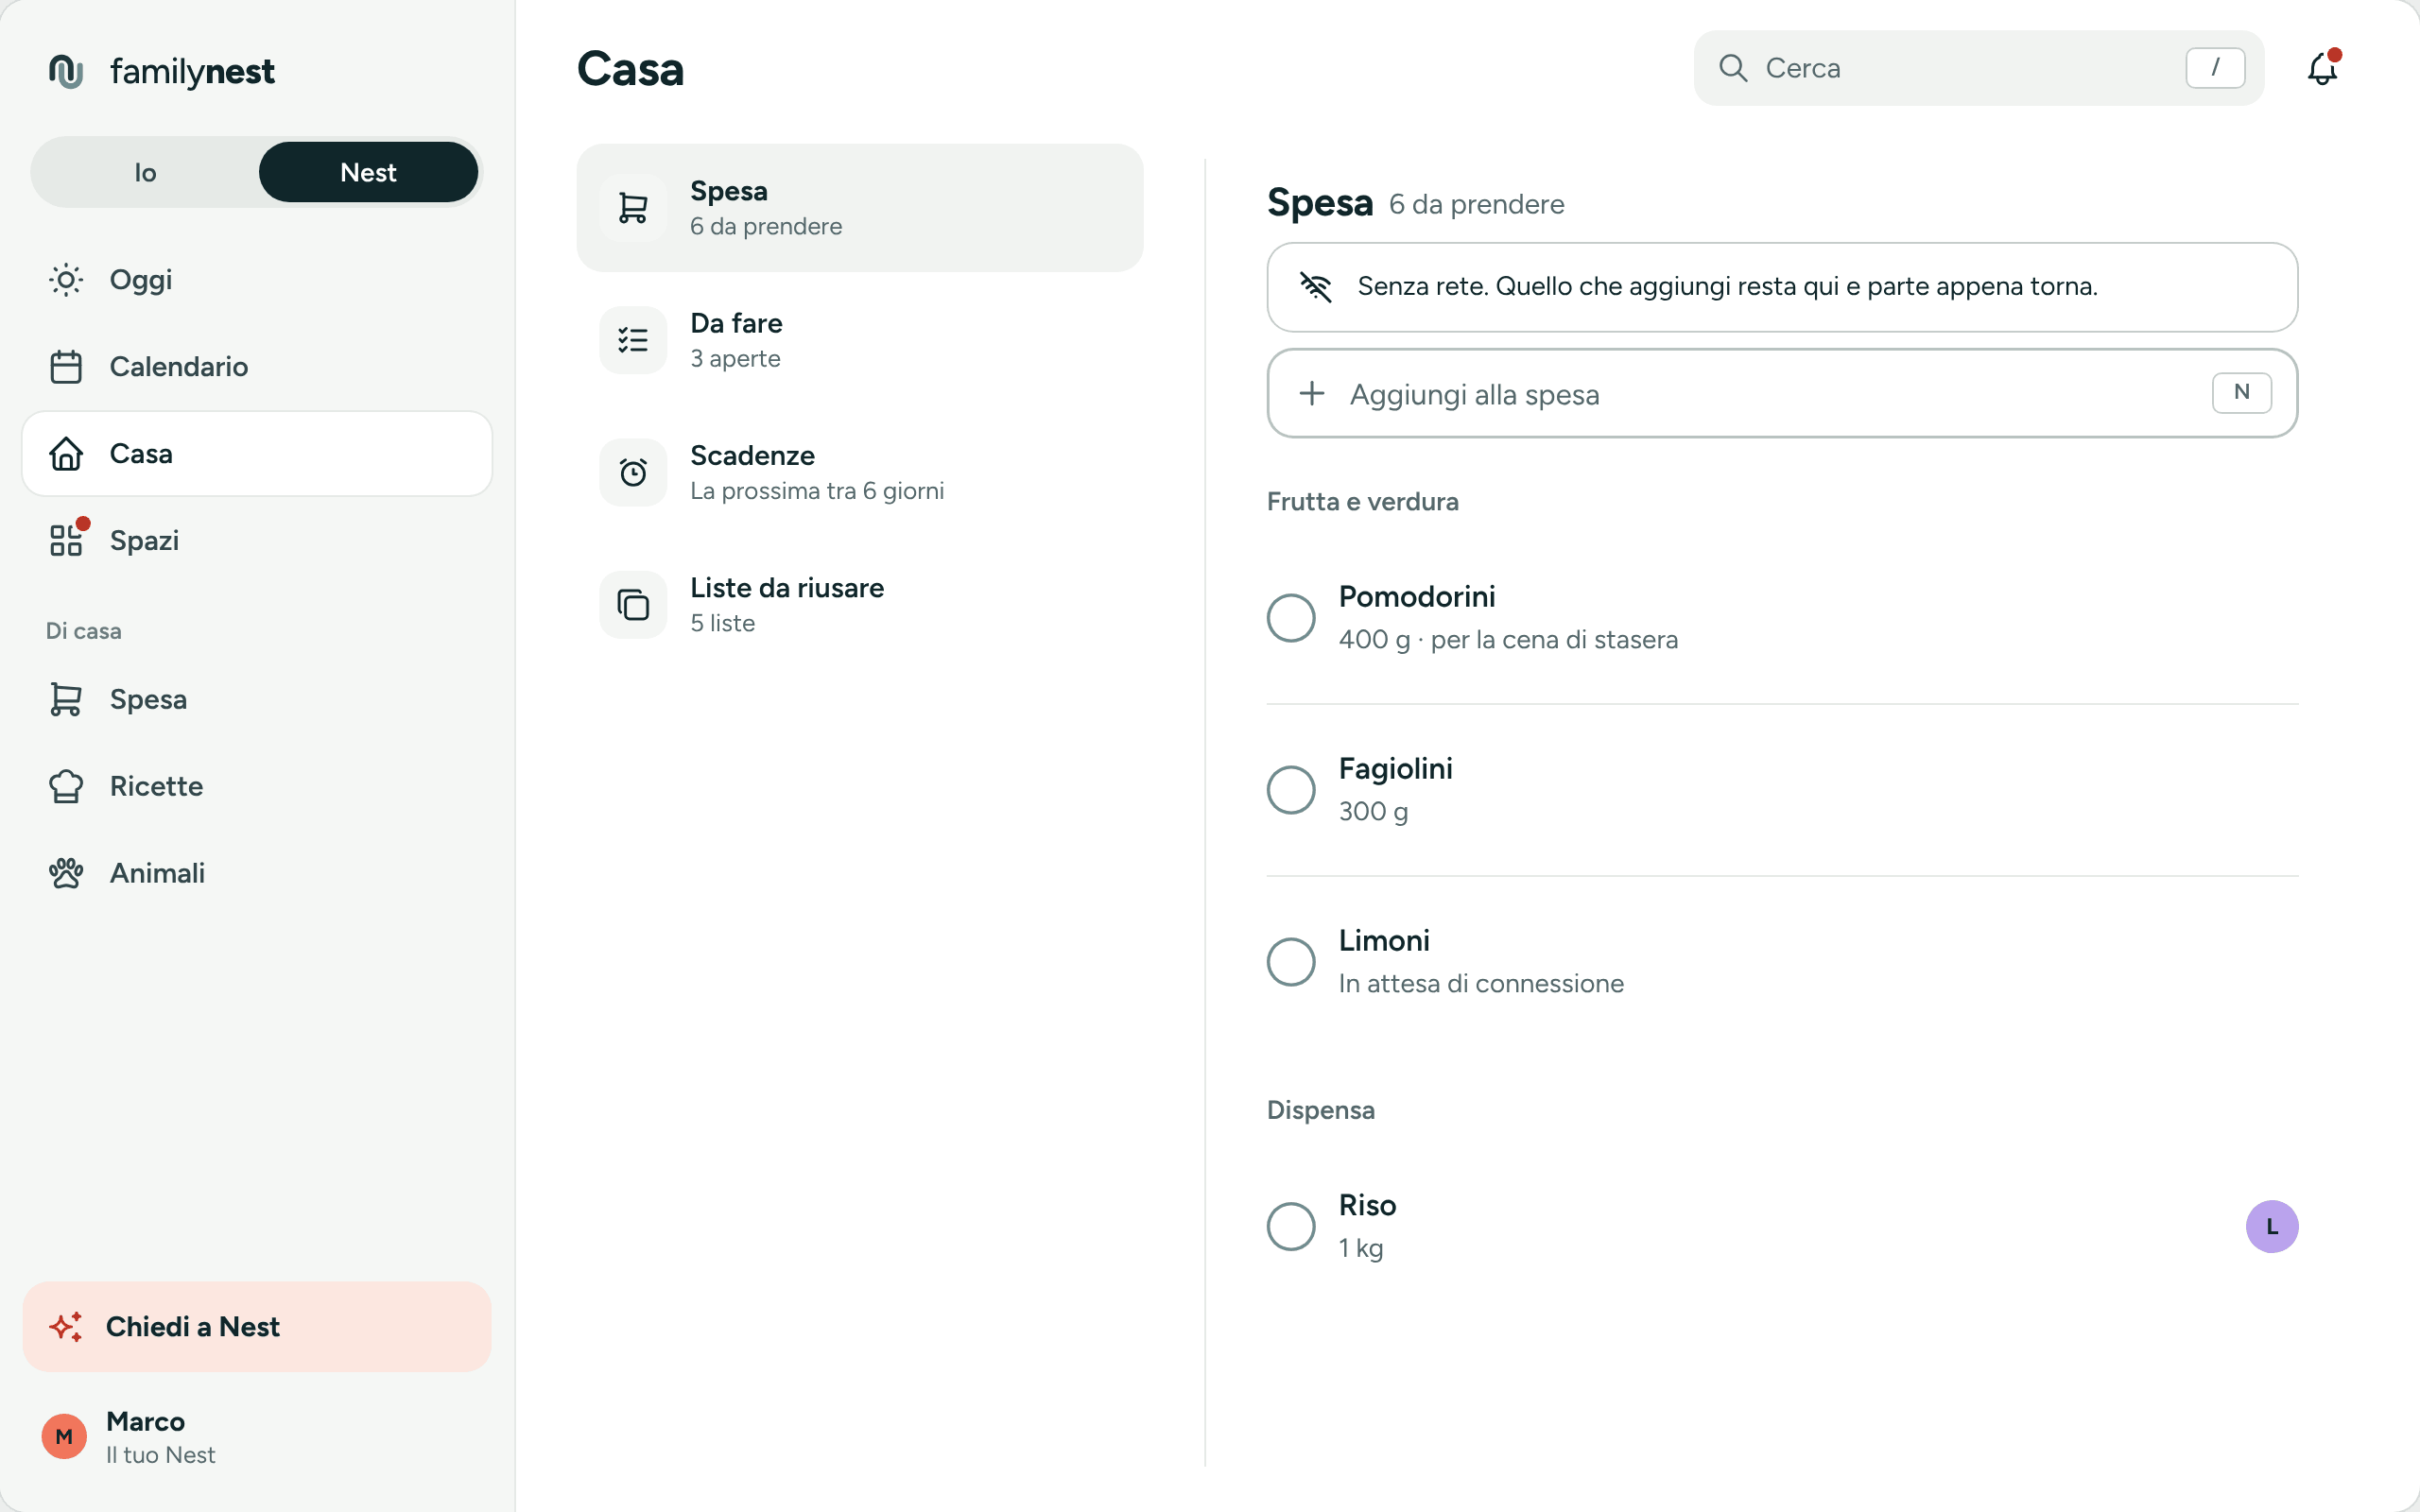 familynest
Io
Nest
Oggi
Calendario
Casa
Spazi
Di casa
Spesa
Ricette
Animali
Chiedi a Nest
M
Marco
Il tuo Nest
Casa
Cerca
/
Spesa
6 da prendere
Da fare
3 aperte
Scadenze
La prossima tra 6 giorni
Liste da riusare
5 liste
Spesa 6 da prendere
Senza rete. Quello che aggiungi resta qui e parte appena torna.
Aggiungi alla spesa
N
Frutta e verdura
Pomodorini
400 g · per la cena di stasera
Fagiolini
300 g
Limoni
In attesa di connessione
Dispensa
Riso
1 kg
L